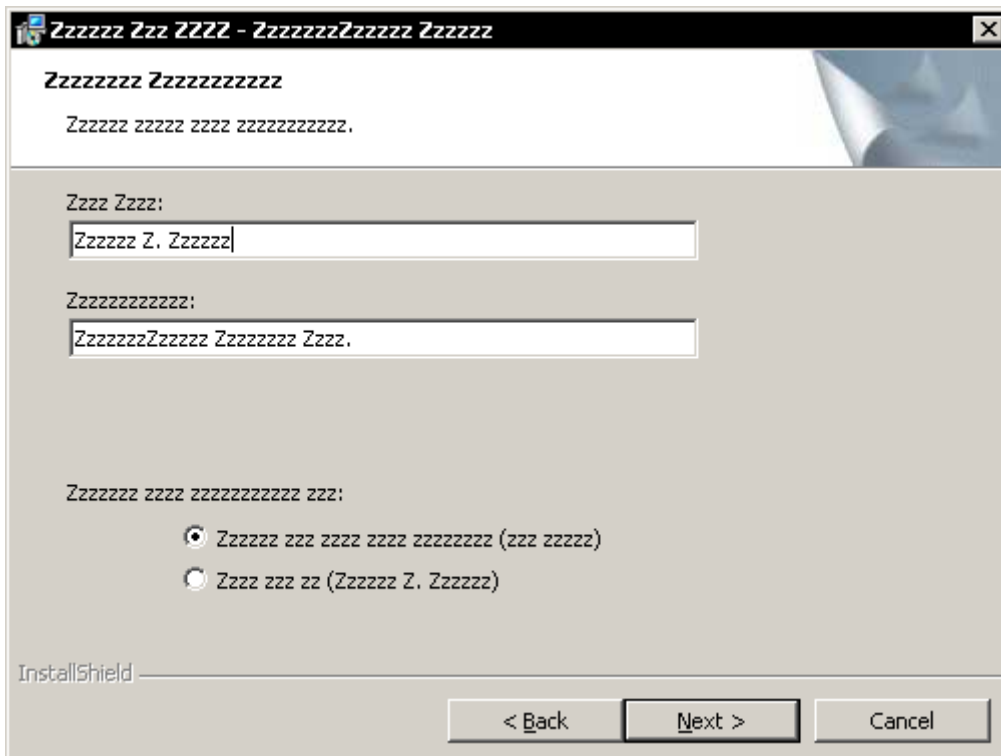 Zzzzzz Zzz ZZZZ - ZzzzzzzZzzzzz Zzzzzz
Zzzzzzzz Zzzzzzzzzzz
Zzzzzz zzzzz zzzz zzzzzzzzzzz.
Zzzz Zzzz:
Zzzzzz Z. Zzzzzz
Zzzzzzzzzzzz:
ZzzzzzzZzzzzz Zzzzzzzz Zzzz.
Zzzzzzz zzzz zzzzzzzzzzz zzz:
Zzzzzz zzz zzzz zzzz zzzzzzzz (zzz zzzzz)
Zzzz zzz zz (Zzzzzz Z. Zzzzzz)
InstallShield
< Back
Next >
Cancel